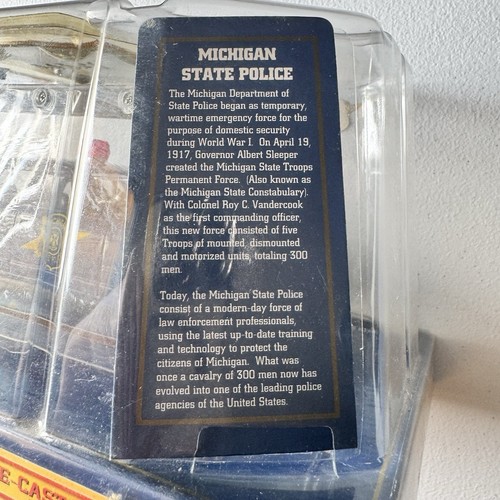 MICHIGAN
STATE POLICE
The Michigan Department of
State Police began as temporary,
wartime emergency force for the
purpose of domestic security
during World War I. On April 19,
1917, Governor Albert Sleeper
created the Michigan State Troops
Permanent Force. (Also known as
the Michigan State Constabulary).
With Colonel Roy C. Vandercook
as the first commanding officer,
this new force consisted of five
Troops of mounted, dismounted
and motorized units, totaling 300
men.
Today, the Michigan State Police
consist of a modern-day force of
law enforcement professionals,
using the latest up-to-date training
and technology to protect the
citizens of Michigan. What was
once a cavalry of 300 men now has
evolved into one of the leading police
agencies of the United States.
E-CAST